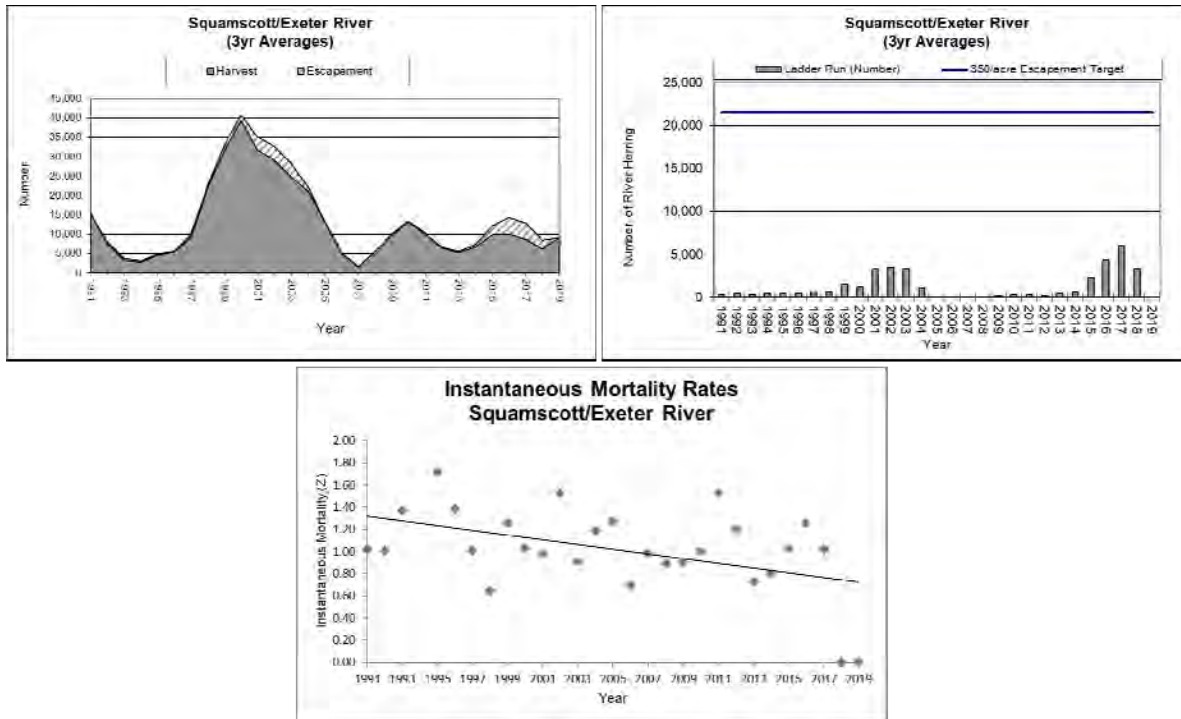 Squamscott/Exeter River
(3yr Averages)
Harvest Escapement
45,000
40,000
35,000
30,000
25,000
20,000
15,000
10,000
5,000
0
Number
2001
2011
2017
2019
Year
Squamscott/Exeter River
(3yr Averages)
Ladder Run (Number) 350/acre Escapement Target
25,000
20,000
15,000
10,000
5,000
0
Number of River Herring
1991 1992 1993 1994 1995 1996 1997 1998 1999 2000 2001 2002 2003 2004 2005 2006 2007 2008 2009 2010 2011 2012 2013 2014 2015 2016 2017 2018 2019
Year
Instantaneous Mortality Rates
Squamscott/Exeter River
2.00
1.80
1.60
1.40
1.20
1.00
0.80
0.60
0.40
0.20
0.00
Instantaneous Mortality (Z)
1991 1993 1995 1997 1999 2001 2003 2005 2007 2009 2011 2013 2015 2017 2019
Year